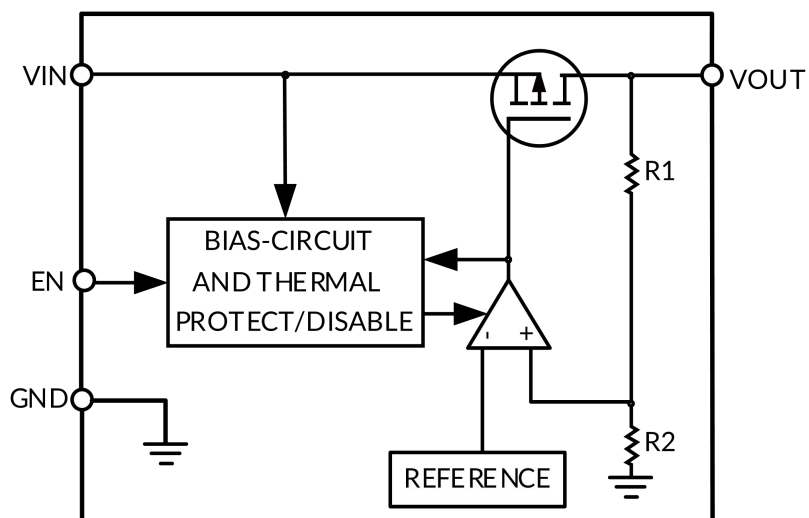 VIN
VOUT
R1
BIAS-CIRCUIT
AND THERMAL
PROTECT/DISABLE
EN
- +
GND
R2
REFERENCE